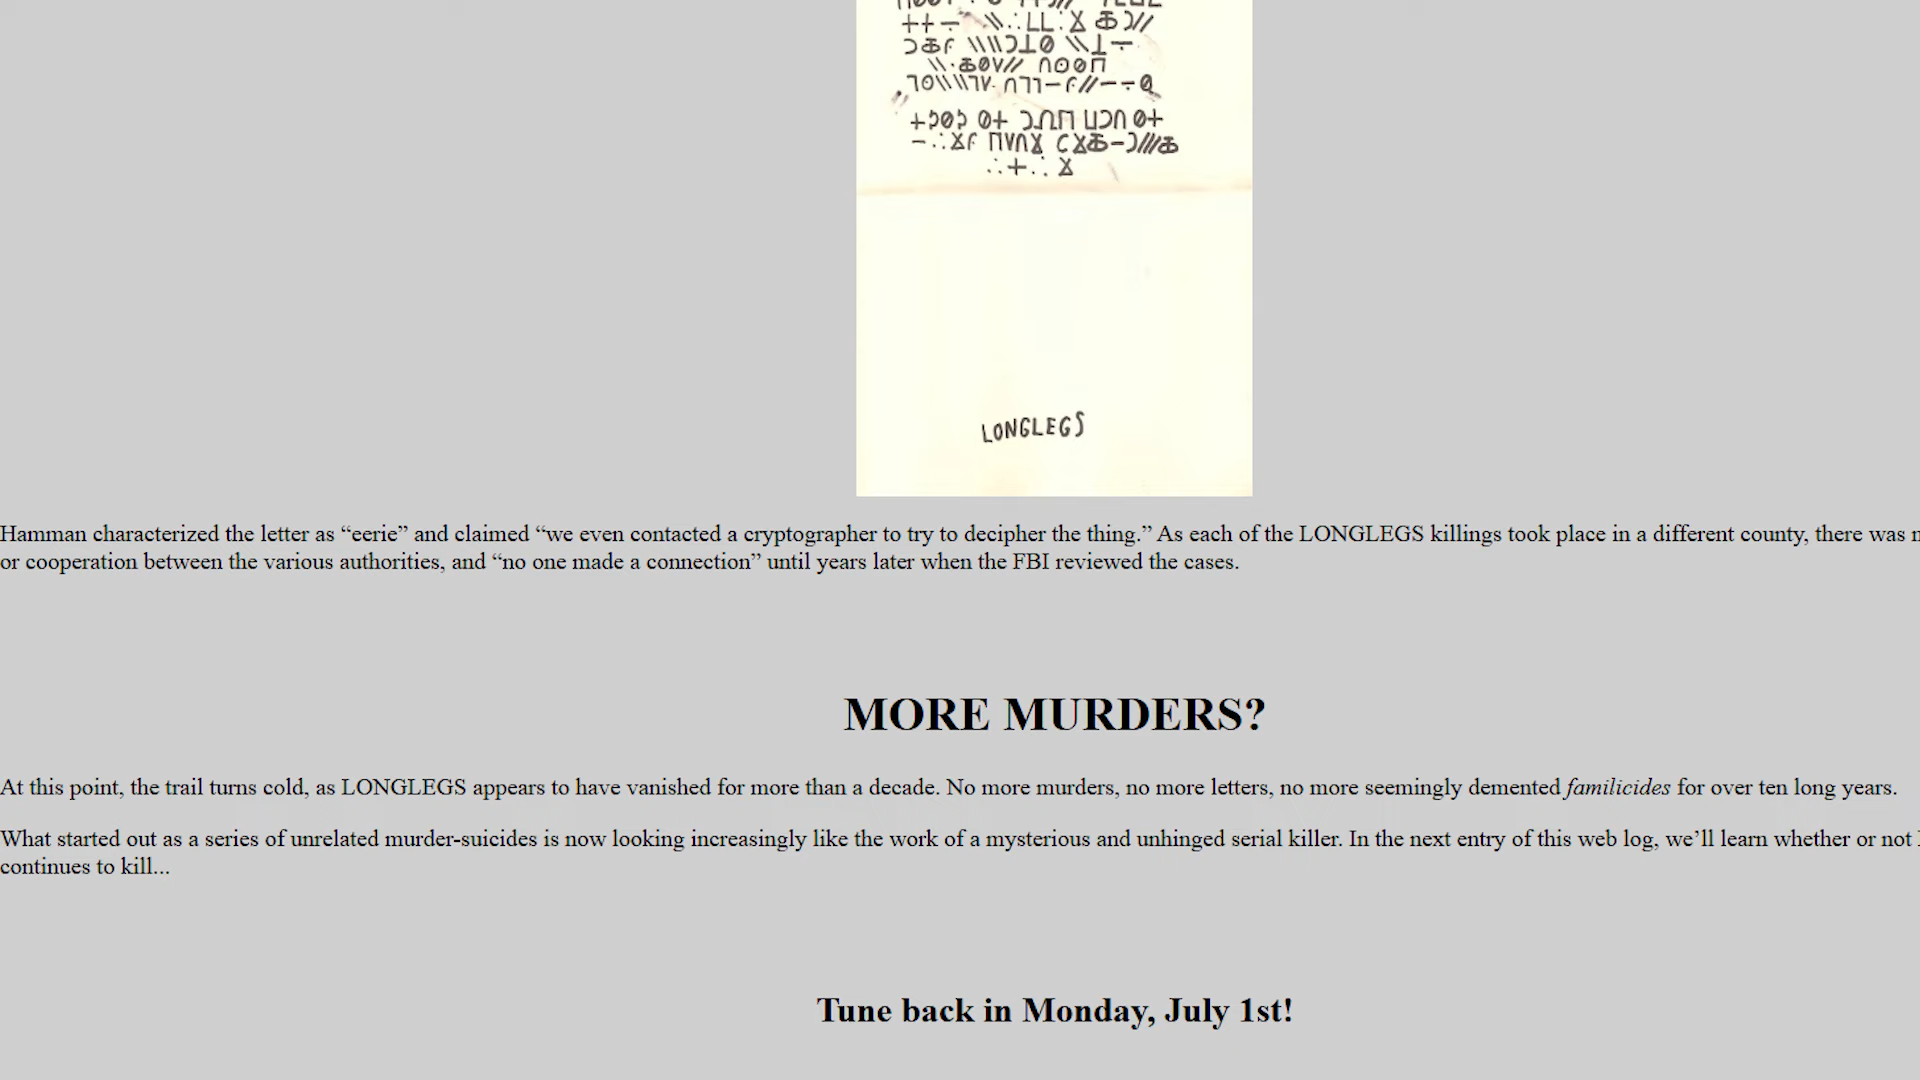 LONGLEGS
Hamman characterized the letter as “eerie” and claimed “we even contacted a cryptographer to try to decipher the thing.” As each of the LONGLEGS killings took place in a different county, there was
or cooperation between the various authorities, and “no one made a connection” until years later when the FBI reviewed the cases.
MORE MURDERS?
At this point, the trail turns cold, as LONGLEGS appears to have vanished for more than a decade. No more murders, no more letters, no more seemingly demented familicides for over ten long years.
What started out as a series of unrelated murder-suicides is now looking increasingly like the work of a mysterious and unhinged serial killer. In the next entry of this web log, we’ll learn whether or not
continues to kill...
Tune back in Monday, July 1st!